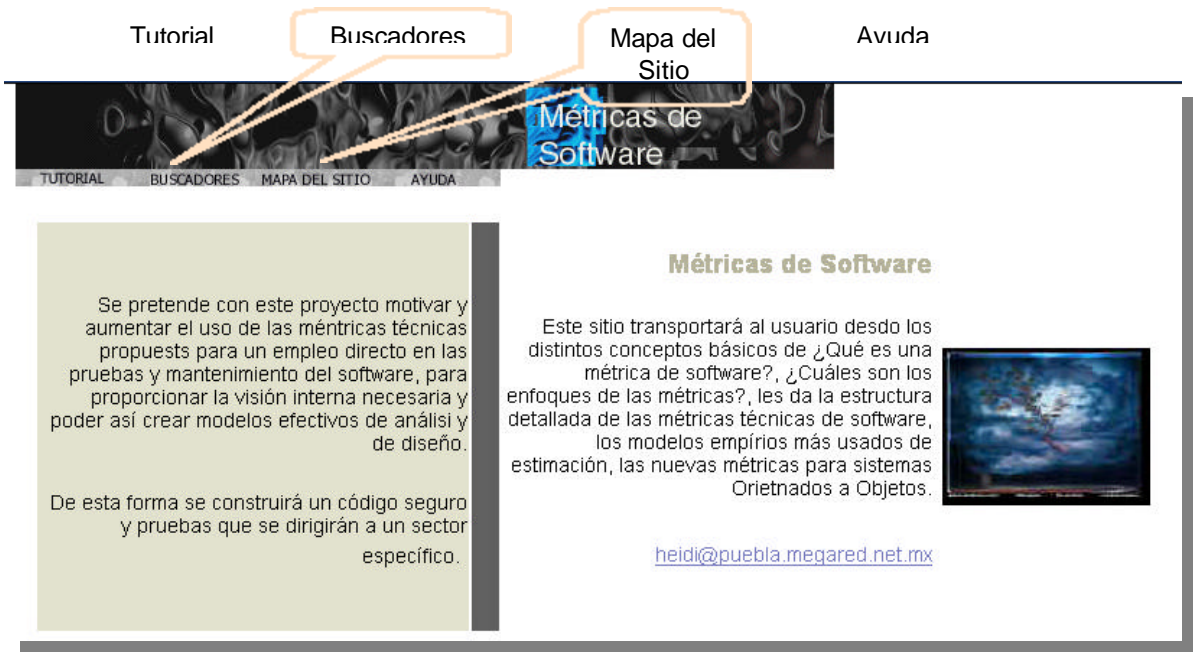 Tutorial Buscadores Mapa del Sitio Ayuda
Métricas de
Software
TUTORIAL BUSCADORES MAPA DEL SITIO AYUDA
Se pretende con este proyecto motivar y
aumentar el uso de las méntricas técnicas
propuests para un empleo directo en las
pruebas y mantenimiento del software, para
proporcionar la visión interna necesaria y
poder así crear modelos efectivos de análisi y
de diseño.
De esta forma se construirá un código seguro
y pruebas que se dirigirán a un sector
específico.
Métricas de Software
Este sitio transportará al usuario desdo los
distintos conceptos básicos de ¿Qué es una
métrica de software?, ¿Cuáles son los
enfoques de las métricas?, les da la estructura
detallada de las métricas técnicas de software,
los modelos empírios más usados de
estimación, las nuevas métricas para sistemas
Orietnados a Objetos.
heidi@puebla.megared.net.mx